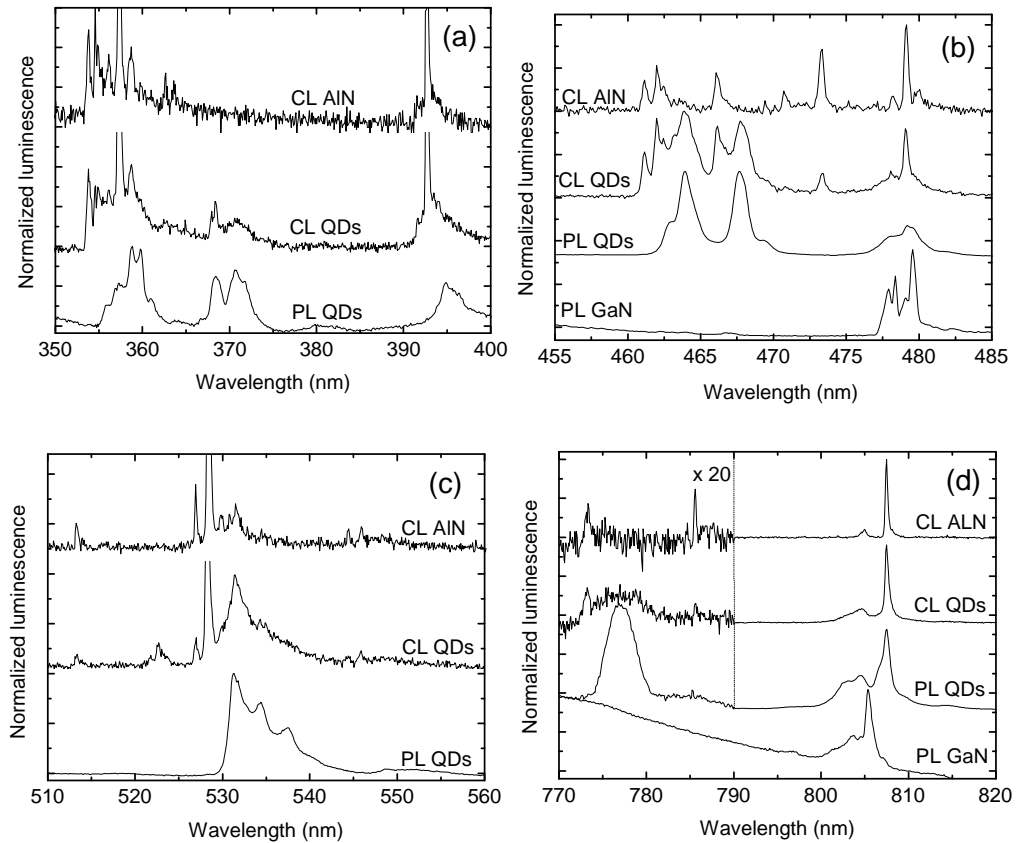 (a)
CL AlN
CL QDs
PL QDs
Normalized luminescence
350 360 370 380 390 400
Wavelength (nm)
(b)
CL AlN
CL QDs
PL QDs
PL GaN
Normalized luminescence
455 460 465 470 475 480 485
Wavelength (nm)
(c)
CL AlN
CL QDs
PL QDs
Normalized luminescence
510 520 530 540 550 560
Wavelength (nm)
(d)
x 20
CL ALN
CL QDs
PL QDs
PL GaN
Normalized luminescence
770 780 790 800 810 820
Wavelength (nm)